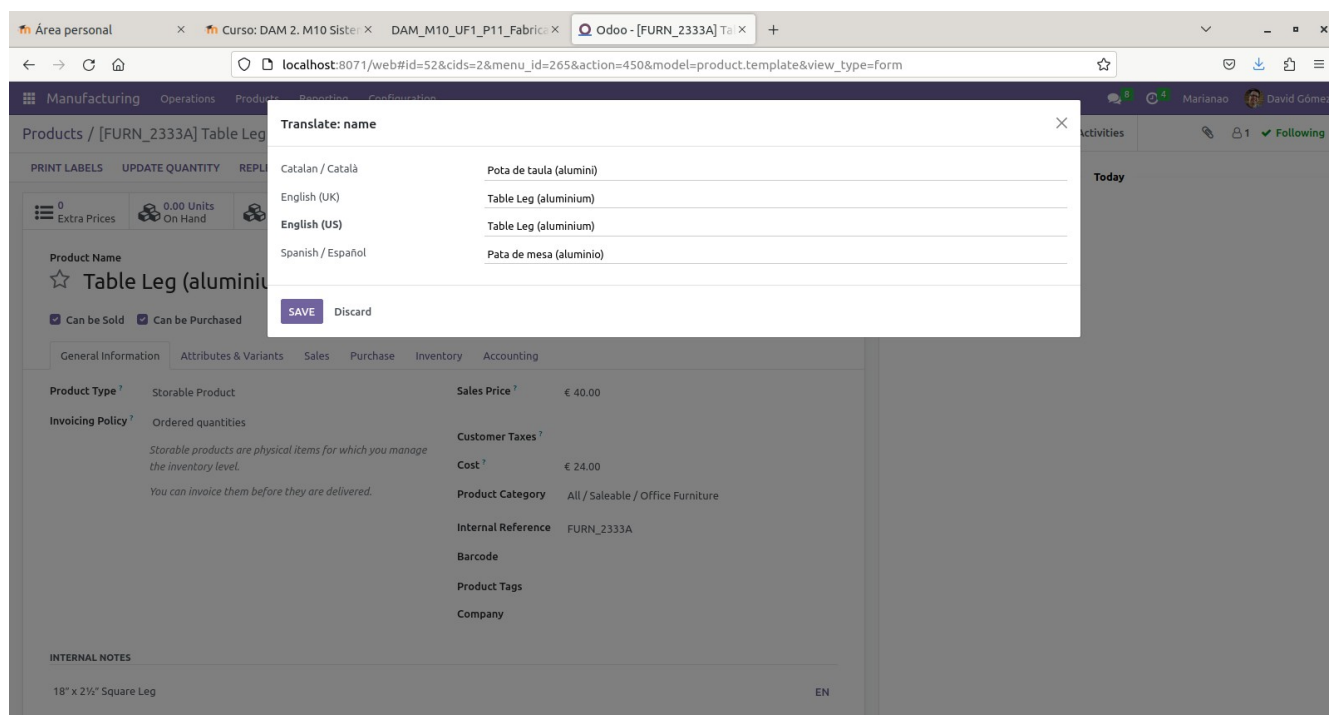 Área personal
Curso: DAM 2. M10 Sister
DAM_M10_UF1_P11_Fabrica
Odoo - [FURN_2333A] Tal
localhost:8071/web#id=52&cids=2&menu_id=265&action=450&model=product.template&view_type=form
Manufacturing Operations Products Reporting Configuration 8 4 Marianao David Gómez
Products / [FURN_2333A] Table Leg
Activities 1 Following
PRINT LABELS UPDATE QUANTITY REPLE
Today
0 Extra Prices
0.00 Units On Hand
Translate: name
Catalan / Català Pota de taula (alumini)
English (UK) Table Leg (aluminium)
English (US) Table Leg (aluminium)
Spanish / Español Pata de mesa (aluminio)
SAVE Discard
Product Name
Table Leg (aluminiu
Can be Sold Can be Purchased
General Information Attributes & Variants Sales Purchase Inventory Accounting
Product Type ? Storable Product
Invoicing Policy ? Ordered quantities
Storable products are physical items for which you manage
the inventory level.
You can invoice them before they are delivered.
Sales Price ? € 40.00
Customer Taxes ?
Cost ? € 24.00
Product Category All / Saleable / Office Furniture
Internal Reference FURN_2333A
Barcode
Product Tags
Company
INTERNAL NOTES
18″ x 2½″ Square Leg EN